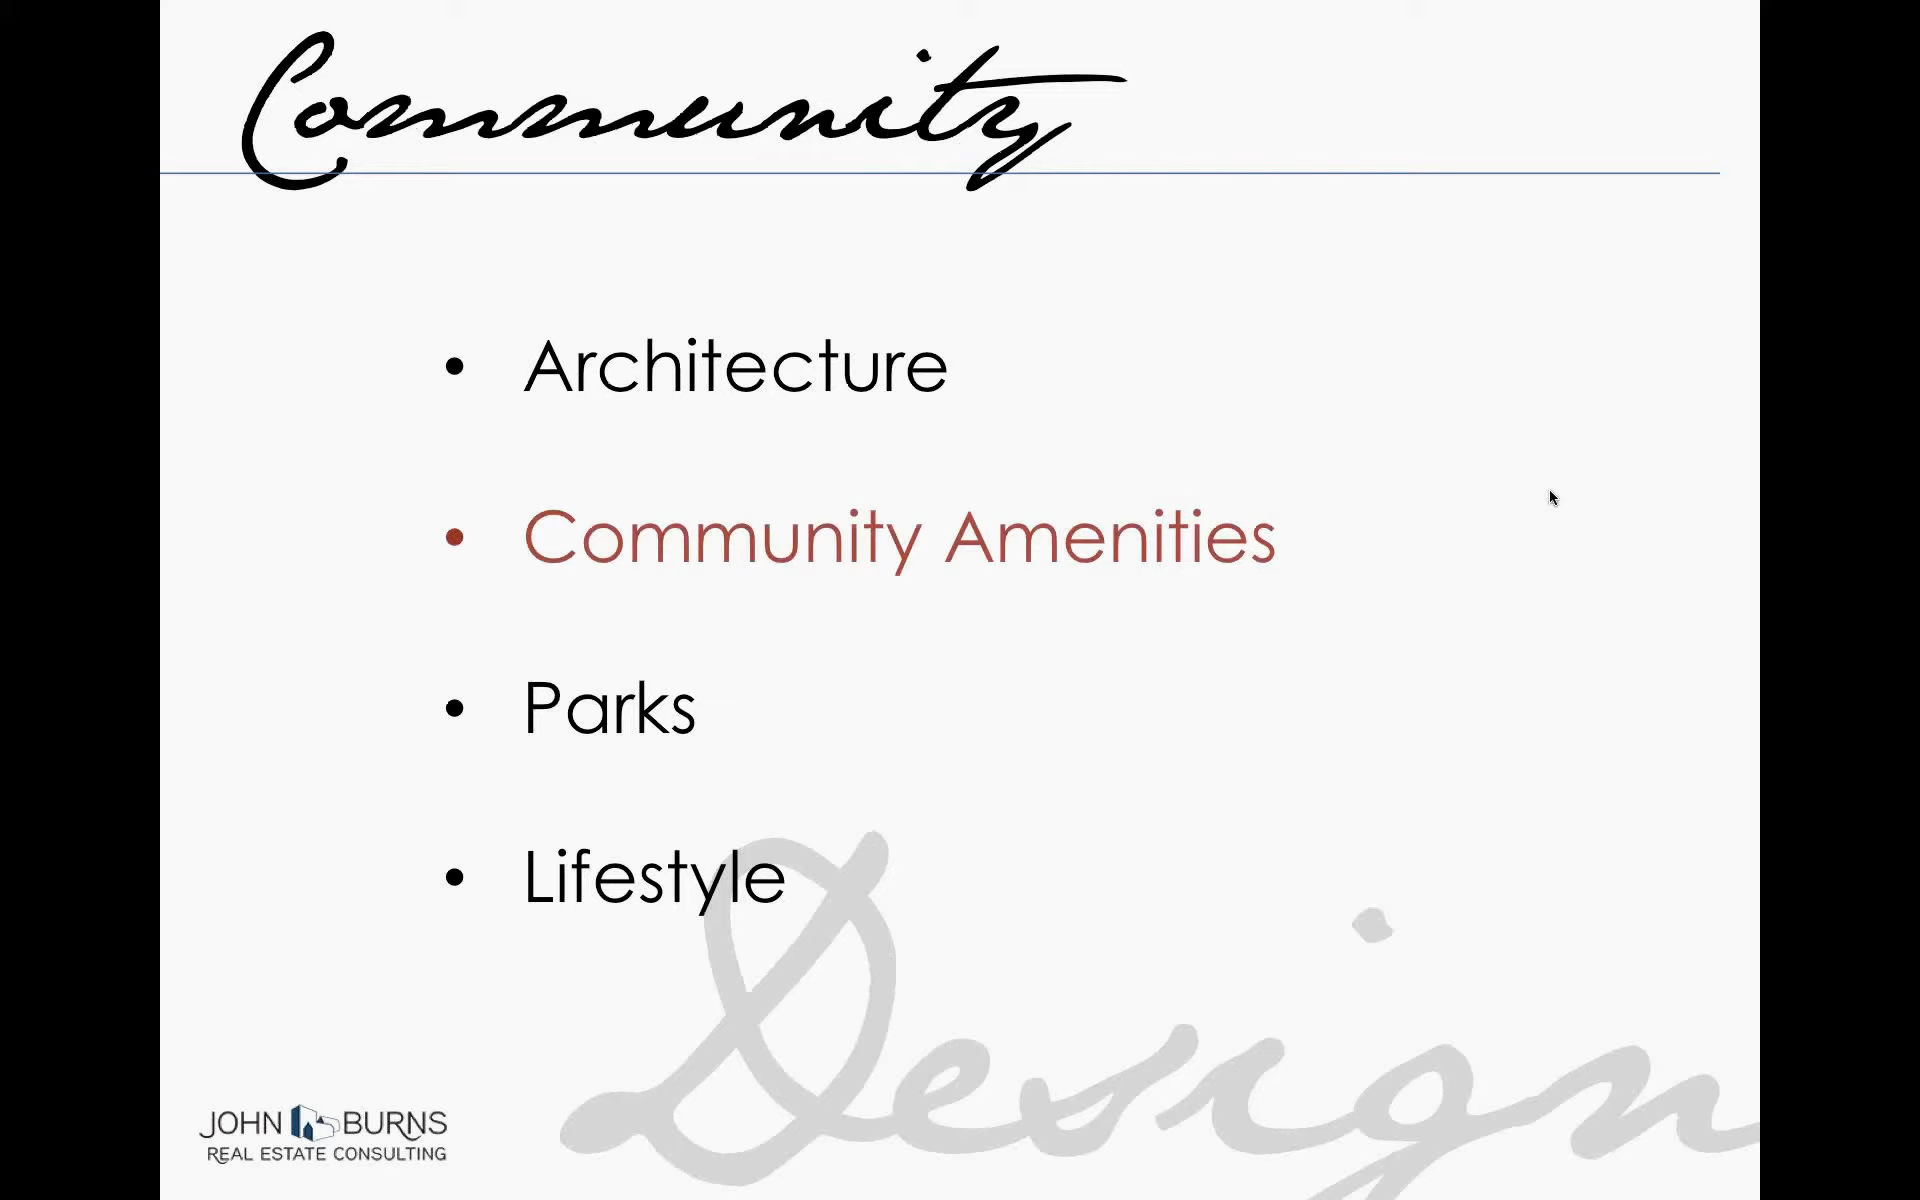 Community
• Architecture
• Community Amenities
• Parks
• Lifestyle
Design
JOHN BURNS
REAL ESTATE CONSULTING